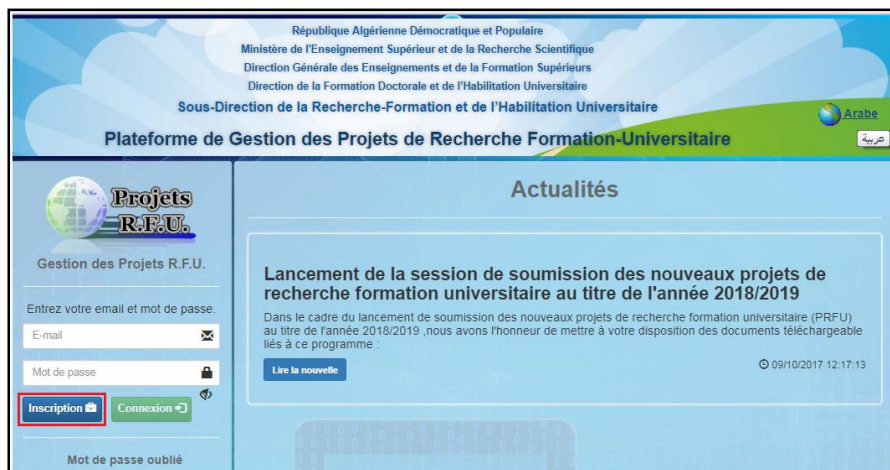 République Algérienne Démocratique et Populaire
Ministère de l'Enseignement Supérieur et de la Recherche Scientifique
Direction Générale des Enseignements et de la Formation Supérieurs
Direction de la Formation Doctorale et de l'Habilitation Universitaire
Sous-Direction de la Recherche-Formation et de l'Habilitation Universitaire
Plateforme de Gestion des Projets de Recherche Formation-Universitaire
Arabe
عربية
Projets
R.F.U.
Gestion des Projets R.F.U.
Entrez votre email et mot de passe.
E-mail
Mot de passe
Inscription
Connexion
Mot de passe oublié
Actualités
Lancement de la session de soumission des nouveaux projets de
recherche formation universitaire au titre de l'année 2018/2019
Dans le cadre du lancement de soumission des nouveaux projets de recherche formation universitaire (PRFU)
au titre de l'année 2018/2019 ,nous avons l'honneur de mettre à votre disposition des documents téléchargeable
liés à ce programme :
Lire la nouvelle
09/10/2017 12:17:13